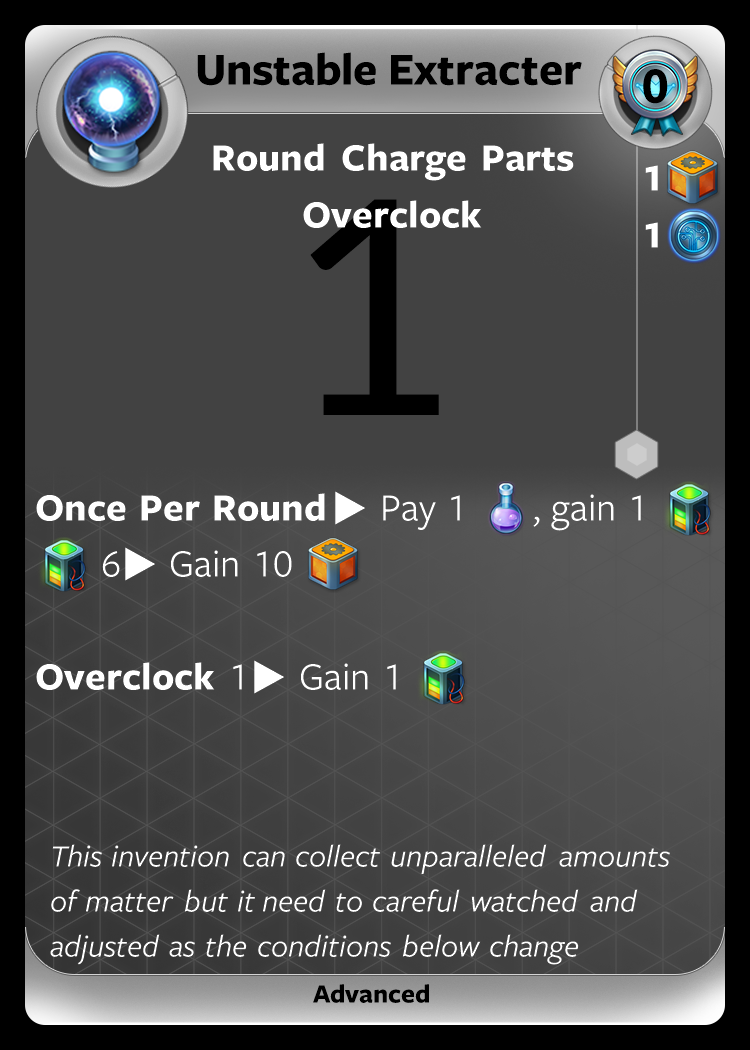 Unstable Extracter
0
Round Charge Parts
Overclock
1
1
1
Once Per Round▶ Pay 1 , gain 1
6▶ Gain 10
Overclock 1▶ Gain 1
This invention can collect unparalleled amounts
of matter but it need to careful watched and
adjusted as the conditions below change
Advanced